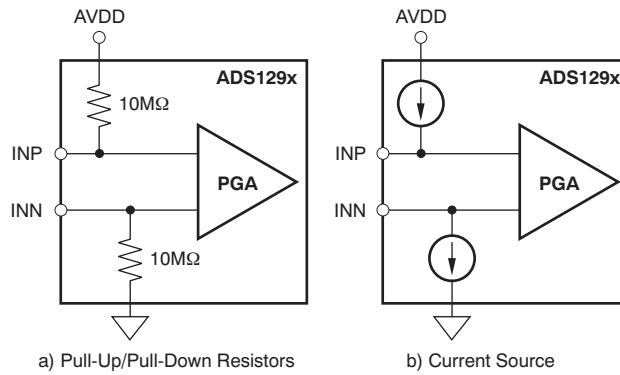 AVDD
ADS129x
10MΩ
INP
PGA
INN
10MΩ
a) Pull-Up/Pull-Down Resistors
AVDD
ADS129x
INP
PGA
INN
b) Current Source